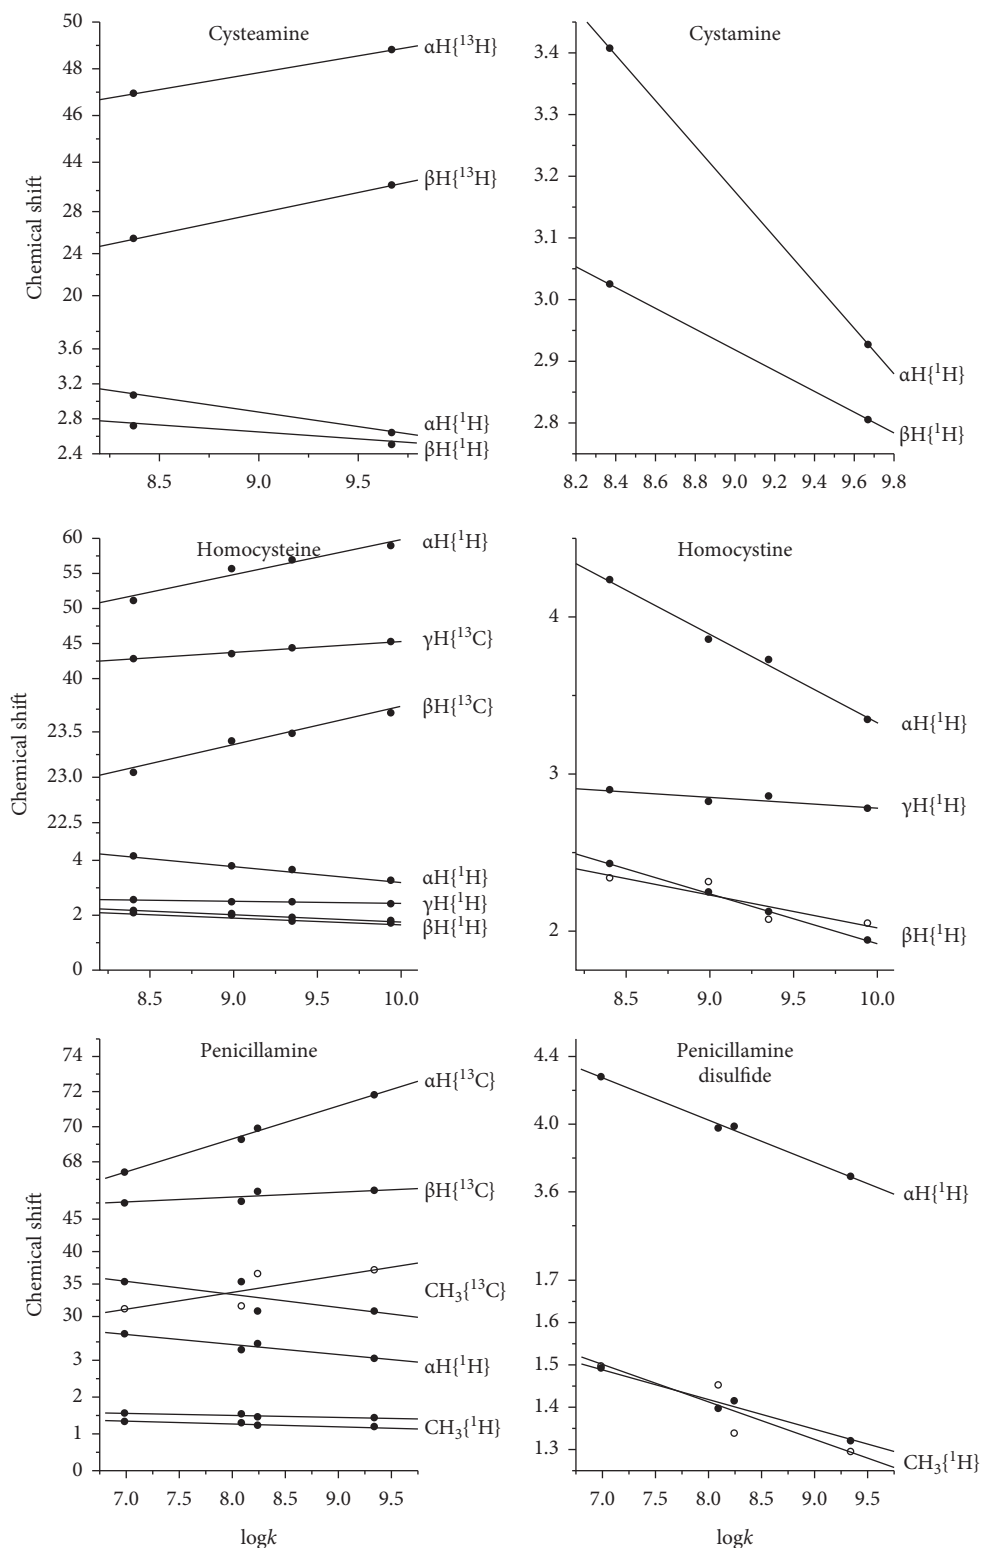 Cysteamine
Chemical shift
50
48
46
44
28
24
20
3.6
3.2
2.8
2.4
αH{¹³H}
βH{¹³H}
αH{¹H}
βH{¹H}
8.5 9.0 9.5
Cystamine
3.4
3.3
3.2
3.1
3.0
2.9
2.8
αH{¹H}
βH{¹H}
8.2 8.4 8.6 8.8 9.0 9.2 9.4 9.6 9.8
Homocysteine
Chemical shift
60
55
50
45
40
23.5
23.0
22.5
4
2
0
αH{¹H}
γH{¹³C}
βH{¹³C}
αH{¹H}
γH{¹H}
βH{¹H}
8.5 9.0 9.5 10.0
Homocystine
4
3
2
αH{¹H}
γH{¹H}
βH{¹H}
8.5 9.0 9.5 10.0
Penicillamine
Chemical shift
74
72
70
68
45
40
35
30
3
2
1
0
αH{¹³C}
βH{¹³C}
CH₃{¹³C}
αH{¹H}
CH₃{¹H}
7.0 7.5 8.0 8.5 9.0 9.5
logk
Penicillamine
disulfide
4.4
4.0
3.6
1.7
1.6
1.5
1.4
1.3
αH{¹H}
CH₃{¹H}
7.0 7.5 8.0 8.5 9.0 9.5
logk